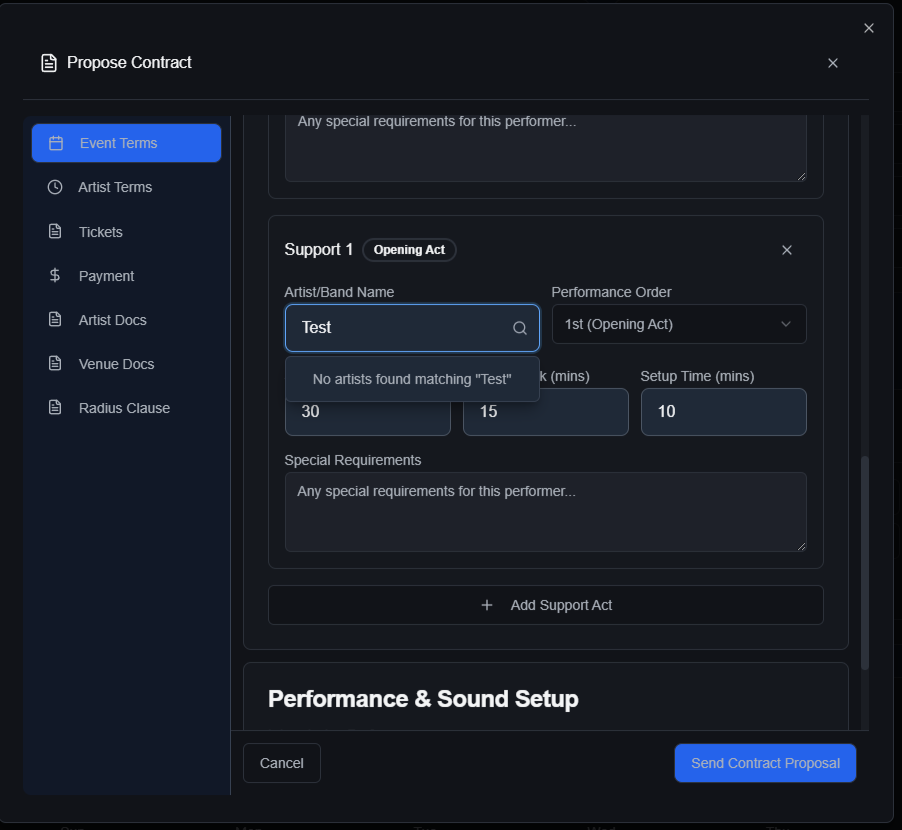 Propose Contract
Event Terms
Artist Terms
Tickets
Payment
Artist Docs
Venue Docs
Radius Clause
Any special requirements for this performer...
Support 1 Opening Act
Artist/Band Name Performance Order
Test 1st (Opening Act)
No artists found matching "Test"
(mins) Setup Time (mins)
30 15 10
Special Requirements
Any special requirements for this performer...
Add Support Act
Performance & Sound Setup
Cancel Send Contract Proposal